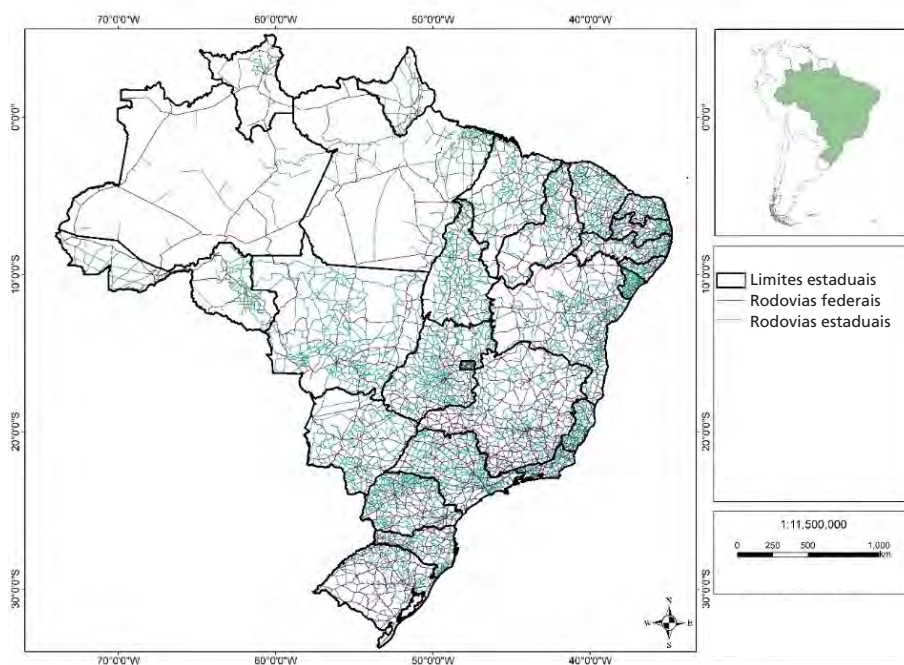 70°0'0"W 60°0'0"W 50°0'0"W 40°0'0"W
0°0'0" 0°0'0"
10°0'0"S 10°0'0"S
20°0'0"S 20°0'0"S
30°0'0"S 30°0'0"S
70°0'0"W 60°0'0"W 50°0'0"W 40°0'0"W
N
W E
S
Limites estaduais
Rodovias federais
Rodovias estaduais
1:11,500,000
0 250 500 1,000
km